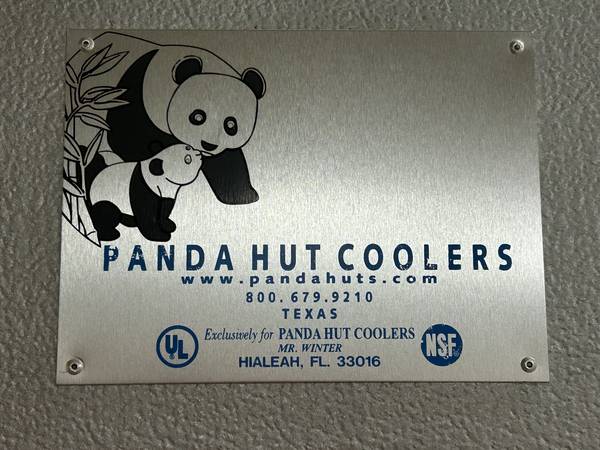 PANDA HUT COOLERS
www.pandahuts.com
800.679.9210
TEXAS
UL
Exclusively for PANDA HUT COOLERS
MR. WINTER
NSF
HIALEAH, FL. 33016